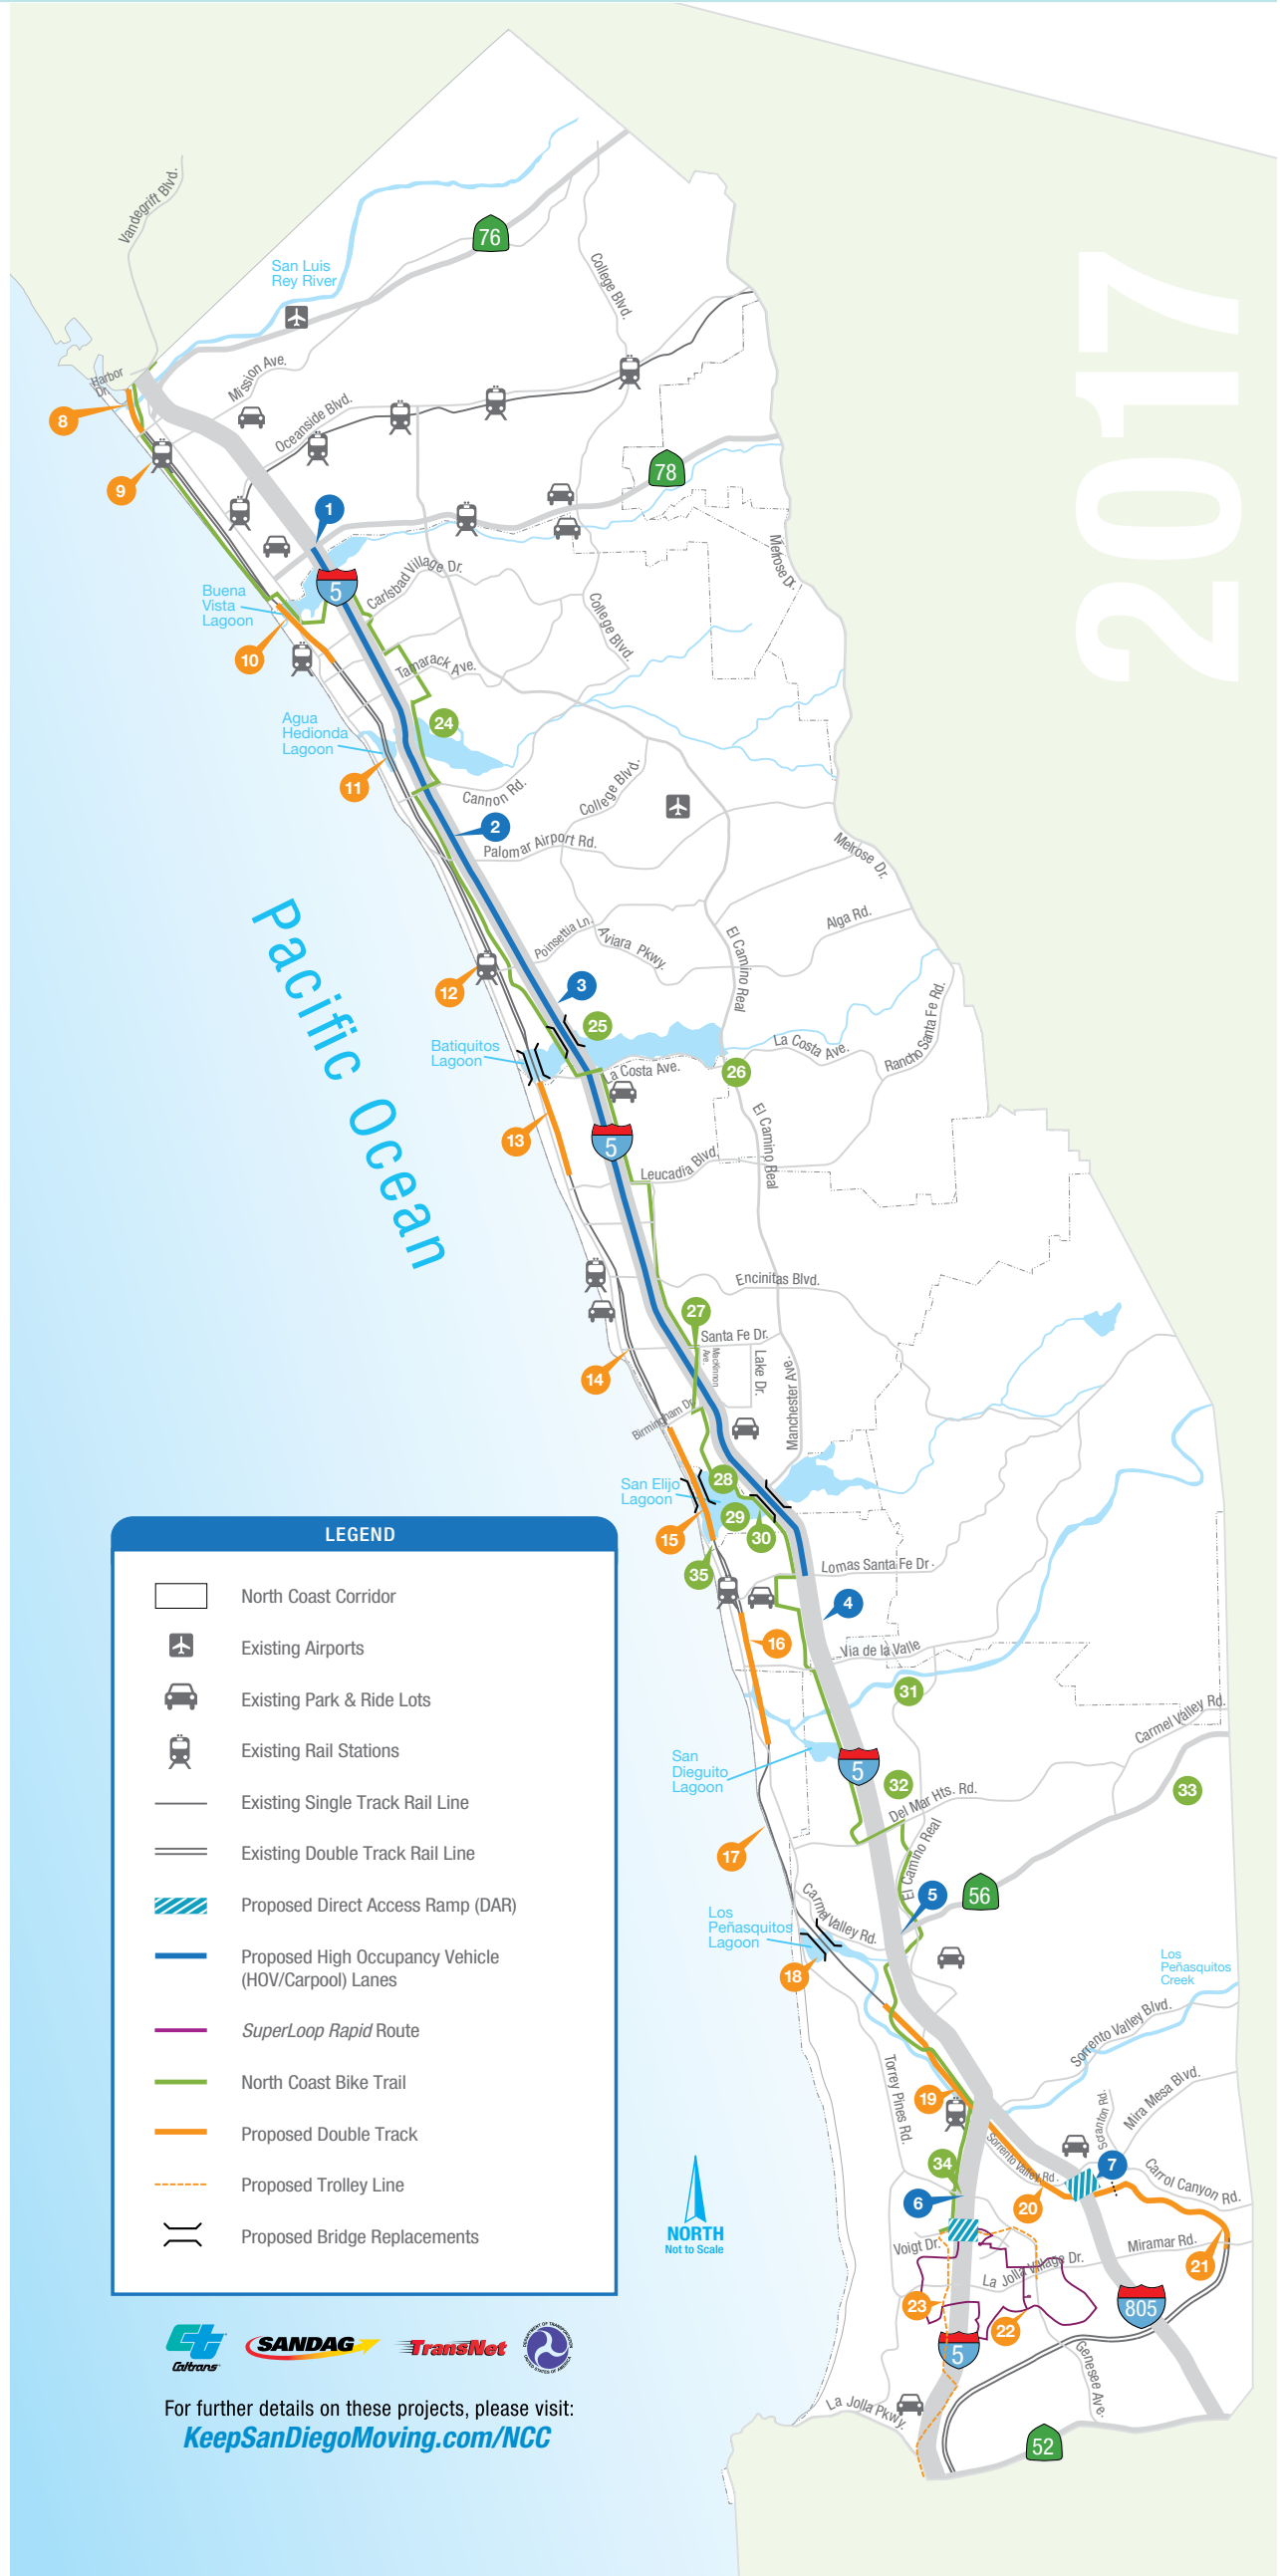 2017
Vandegrift Blvd.
76
San Luis
Rey River
College Blvd.
Harbor
Dr.
Mission Ave.
Oceanside Blvd.
8
9
78
1
Melrose Dr.
5
Buena
Vista
Lagoon
Carlsbad Village Dr.
College Blvd.
10
Tamarack Ave.
Agua
Hedionda
Lagoon
24
11
Cannon Rd.
College Blvd.
2
Palomar Airport Rd.
Melrose Dr.
Pacific Ocean
Poinsettia Ln.
Aviara Pkwy.
Alga Rd.
El Camino Real
12
3
25
Rancho Santa Fe Rd.
Batiquitos
Lagoon
La Costa Ave.
La Costa Ave.
26
13
5
El Camino Real
Leucadia Blvd.
Encinitas Blvd.
27
Santa Fe Dr.
MacKinnon
Ave.
Lake Dr.
Manchester Ave.
14
Birmingham Dr.
San Elijo
Lagoon
28
29
30
15
35
Lomas Santa Fe Dr.
4
16
Via de la Valle
31
San
Dieguito
Lagoon
5
32
Del Mar Hts. Rd.
Carmel Valley Rd.
33
17
El Camino Real
5
56
Los
Peñasquitos
Lagoon
Carmel Valley Rd.
18
Los
Peñasquitos
Creek
Sorrento Valley Blvd.
Torrey Pines Rd.
19
Scranton Rd.
Mira Mesa Blvd.
Sorrento Valley Rd.
34
7
Carrol Canyon Rd.
6
20
Voigt Dr.
La Jolla Village Dr.
Miramar Rd.
21
23
22
805
5
Genesee Ave.
La Jolla Pkwy.
52
NORTH
Not to Scale
LEGEND
North Coast Corridor
Existing Airports
Existing Park & Ride Lots
Existing Rail Stations
Existing Single Track Rail Line
Existing Double Track Rail Line
Proposed Direct Access Ramp (DAR)
Proposed High Occupancy Vehicle
(HOV/Carpool) Lanes
SuperLoop Rapid Route
North Coast Bike Trail
Proposed Double Track
Proposed Trolley Line
Proposed Bridge Replacements
Caltrans
SANDAG
TransNet
DEPARTMENT OF TRANSPORTATION
UNITED STATES OF AMERICA
For further details on these projects, please visit:
KeepSanDiegoMoving.com/NCC